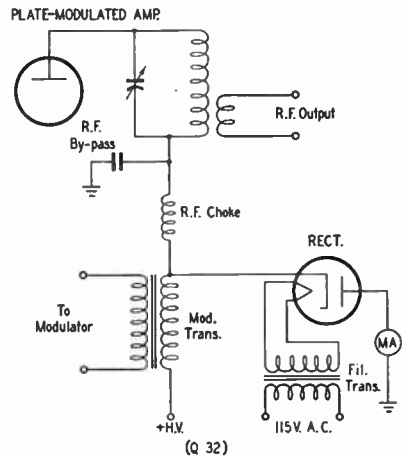 PLATE-MODULATED AMP.
R.F.
By-pass
R.F. Output
R.F. Choke
RECT.
To
Modulator
Mod.
Trans.
MA
Fil.
Trans.
+H.V.
115V. A.C.
(Q 32)